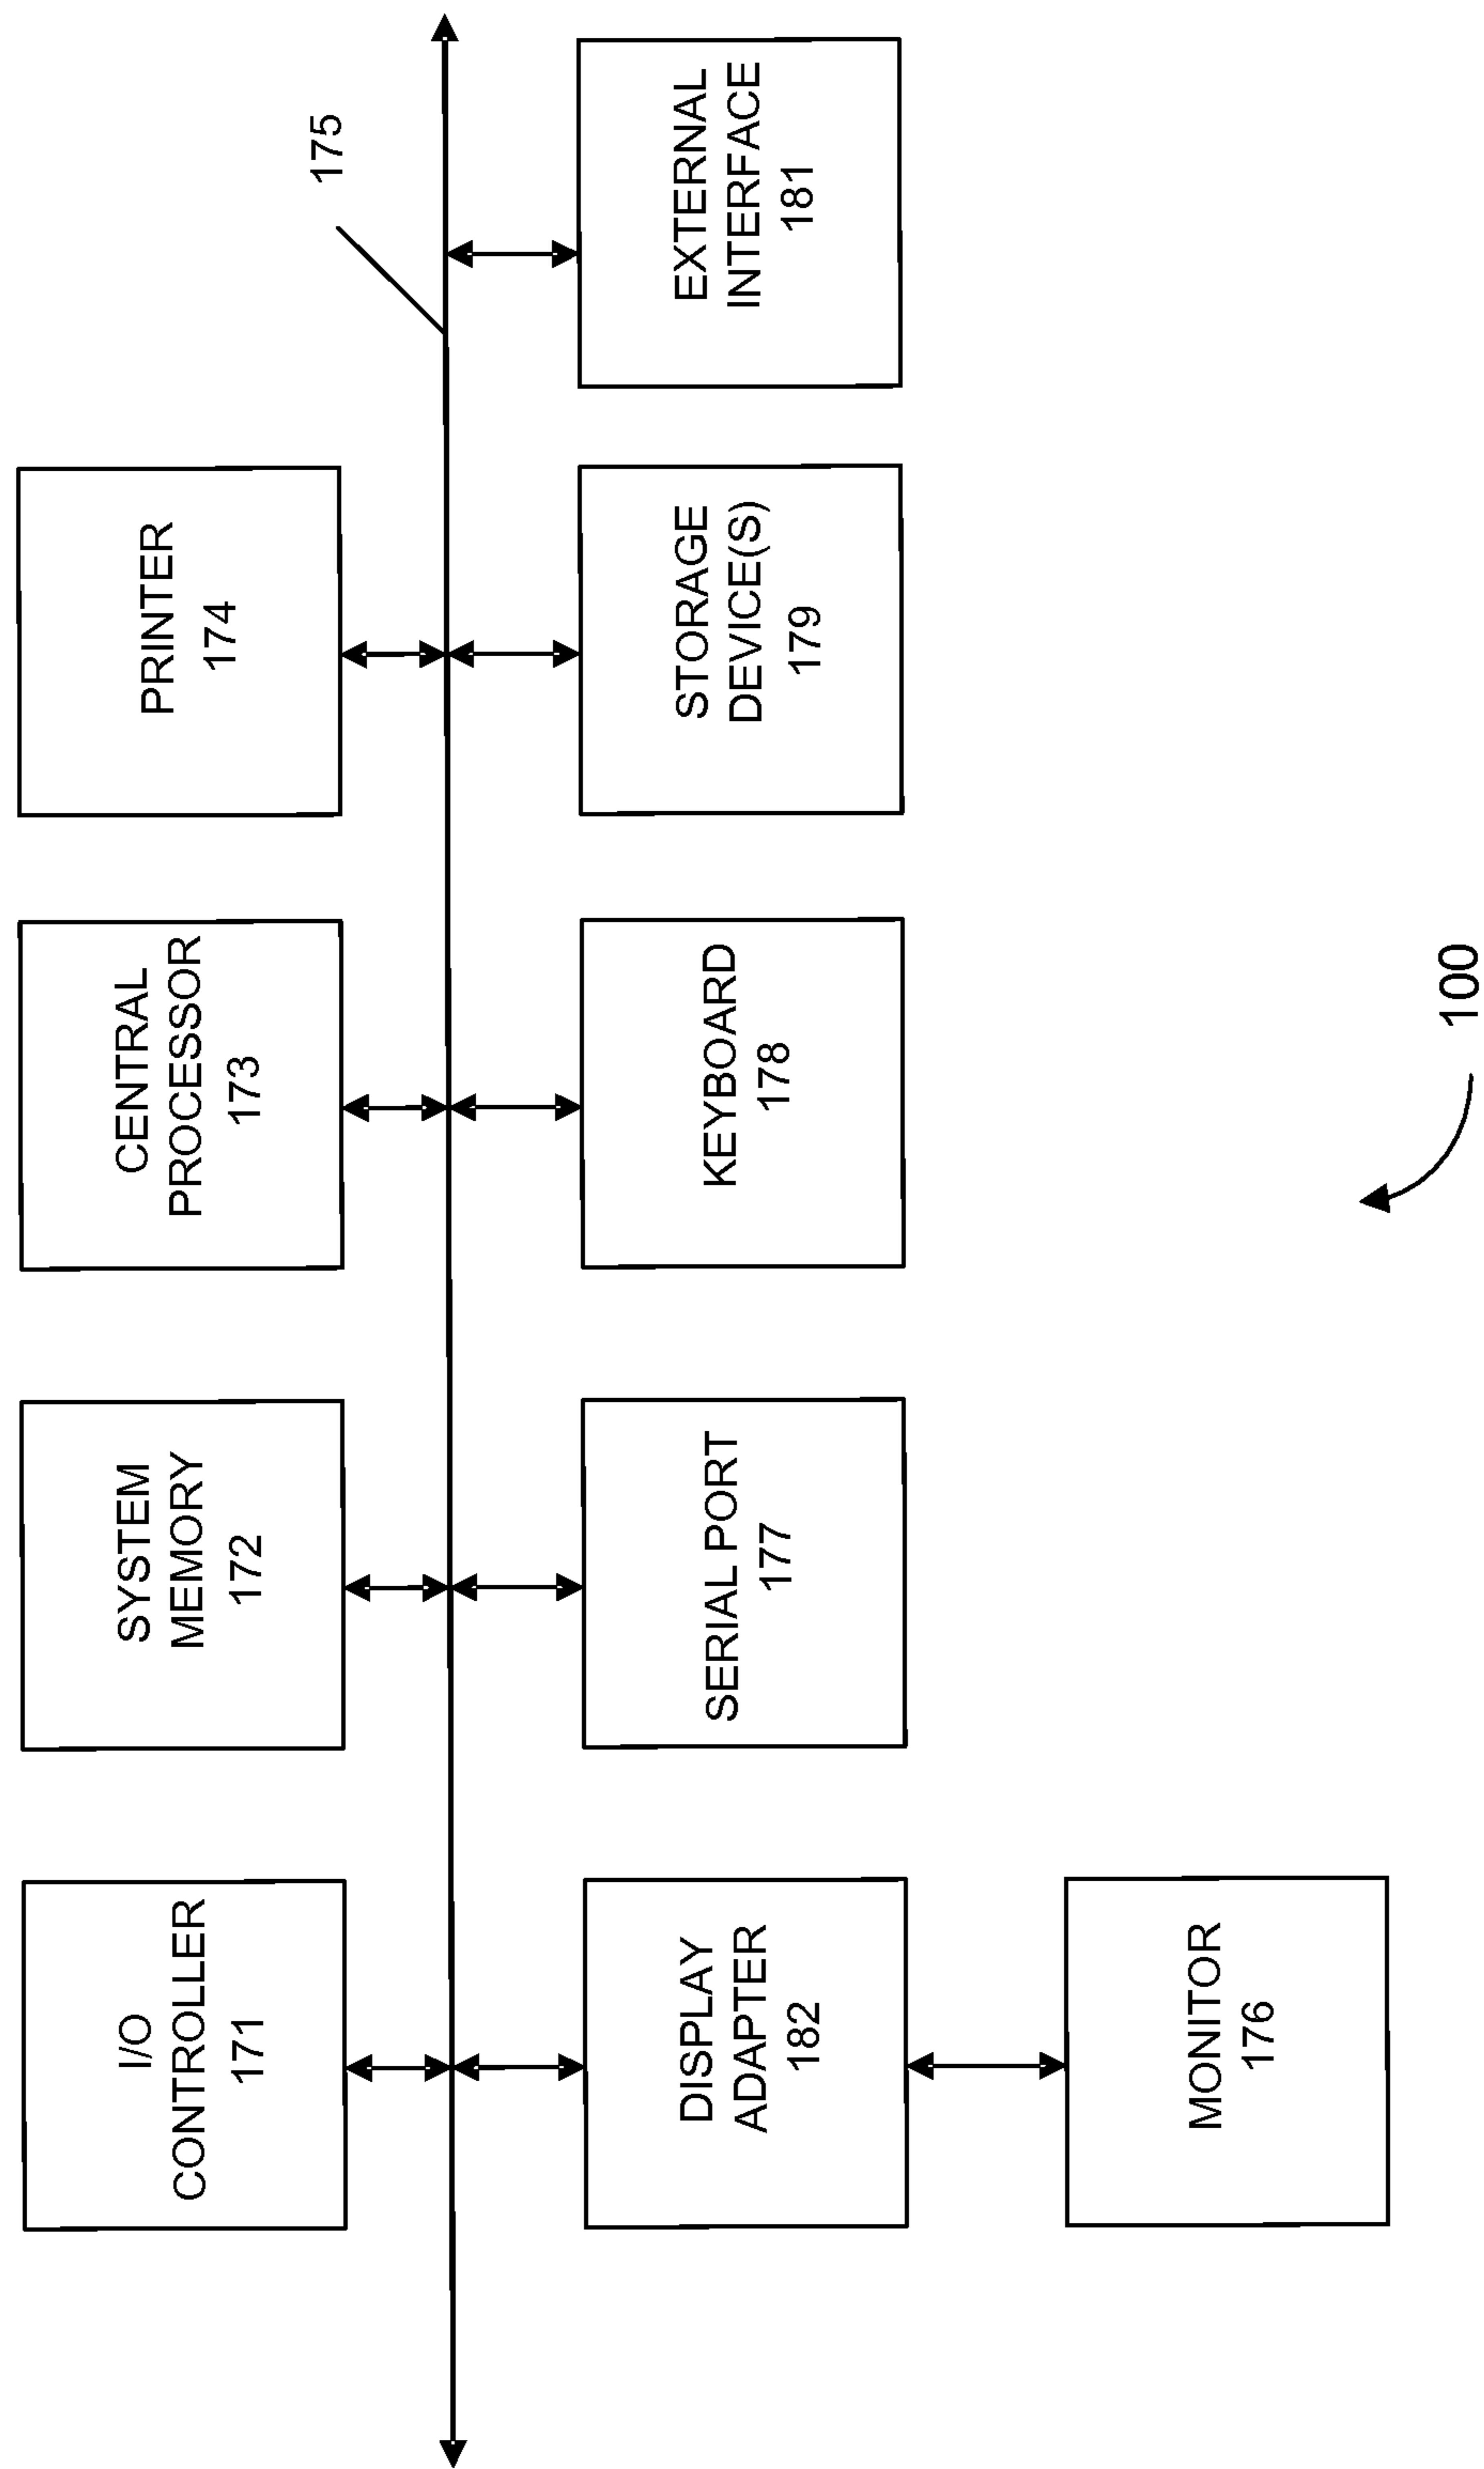 I/O
CONTROLLER
171
SYSTEM
MEMORY
172
CENTRAL
PROCESSOR
173
PRINTER
174
175
DISPLAY
ADAPTER
182
SERIAL PORT
177
KEYBOARD
178
STORAGE
DEVICE(S)
179
EXTERNAL
INTERFACE
181
MONITOR
176
100